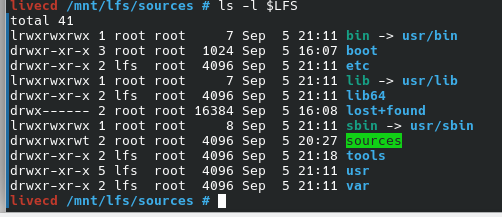 livecd /mnt/lfs/sources # ls -l $LFS
total 41
lrwxrwxrwx 1 root root     7 Sep  5 21:11 bin -> usr/bin
drwxr-xr-x 3 root root  1024 Sep  5 16:07 boot
drwxr-xr-x 2 lfs  root  4096 Sep  5 21:11 etc
lrwxrwxrwx 1 root root     7 Sep  5 21:11 lib -> usr/lib
drwxr-xr-x 2 lfs  root  4096 Sep  5 21:11 lib64
drwx------ 2 root root 16384 Sep  5 16:08 lost+found
lrwxrwxrwx 1 root root     8 Sep  5 21:11 sbin -> usr/sbin
drwxrwxrwt 2 root root  4096 Sep  5 20:27 sources
drwxr-xr-x 2 lfs  root  4096 Sep  5 21:18 tools
drwxr-xr-x 5 lfs  root  4096 Sep  5 21:11 usr
drwxr-xr-x 2 lfs  root  4096 Sep  5 21:11 var
livecd /mnt/lfs/sources #